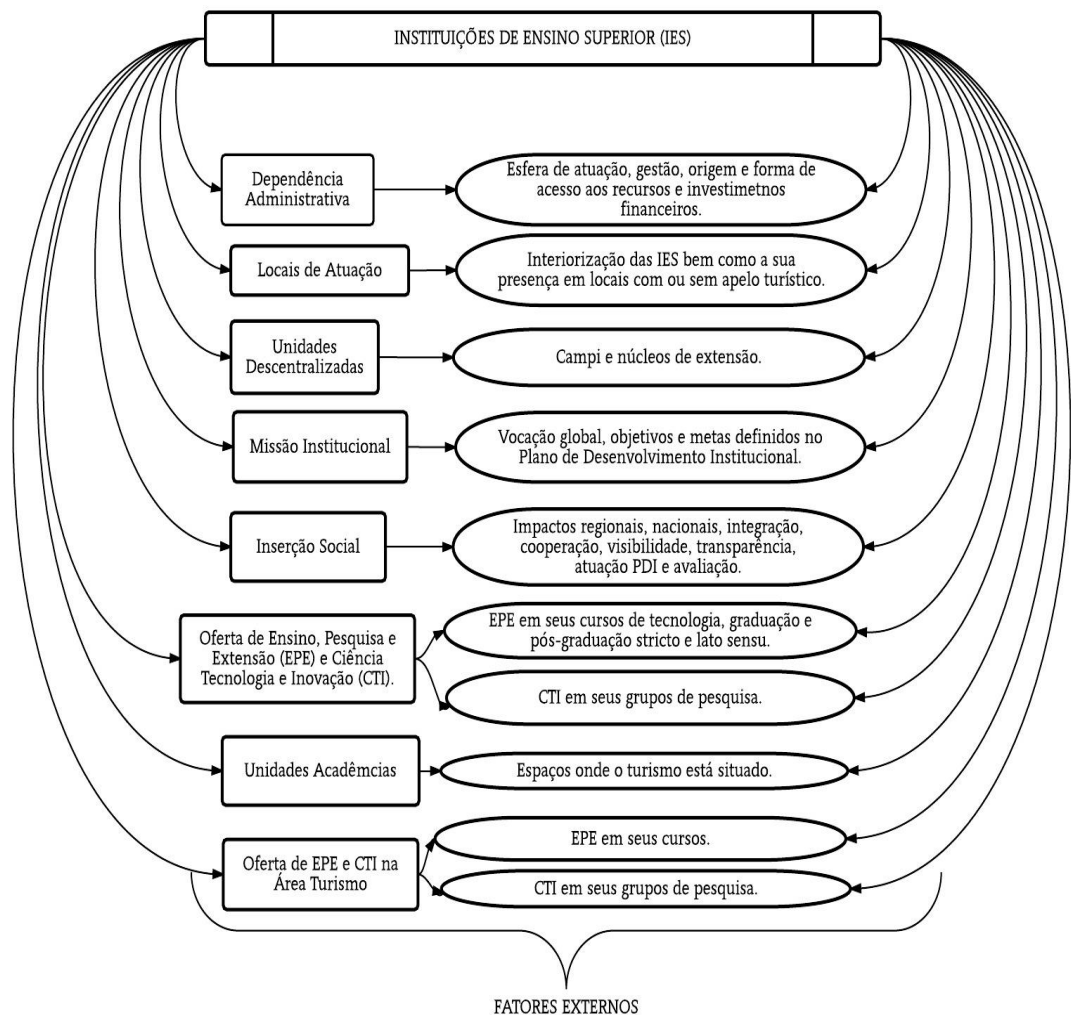 INSTITUIÇÕES DE ENSINO SUPERIOR (IES)
Dependência
Administrativa
Esfera de atuação, gestão, origem e forma de
acesso aos recursos e investimetnos
financeiros.
Locais de Atuação
Interiorização das IES bem como a sua
presença em locais com ou sem apelo turístico.
Unidades
Descentralizadas
Campi e núcleos de extensão.
Missão Institucional
Vocação global, objetivos e metas definidos no
Plano de Desenvolvimento Institucional.
Inserção Social
Impactos regionais, nacionais, integração,
cooperação, visibilidade, transparência,
atuação PDI e avaliação.
Oferta de Ensino, Pesquisa e
Extensão (EPE) e Ciência
Tecnologia e Inovação (CTI).
EPE em seus cursos de tecnologia, graduação e
pós-graduação stricto e lato sensu.
CTI em seus grupos de pesquisa.
Unidades Acadêmcias
Espaços onde o turismo está situado.
Oferta de EPE e CTI na
Área Turismo
EPE em seus cursos.
CTI em seus grupos de pesquisa.
FATORES EXTERNOS